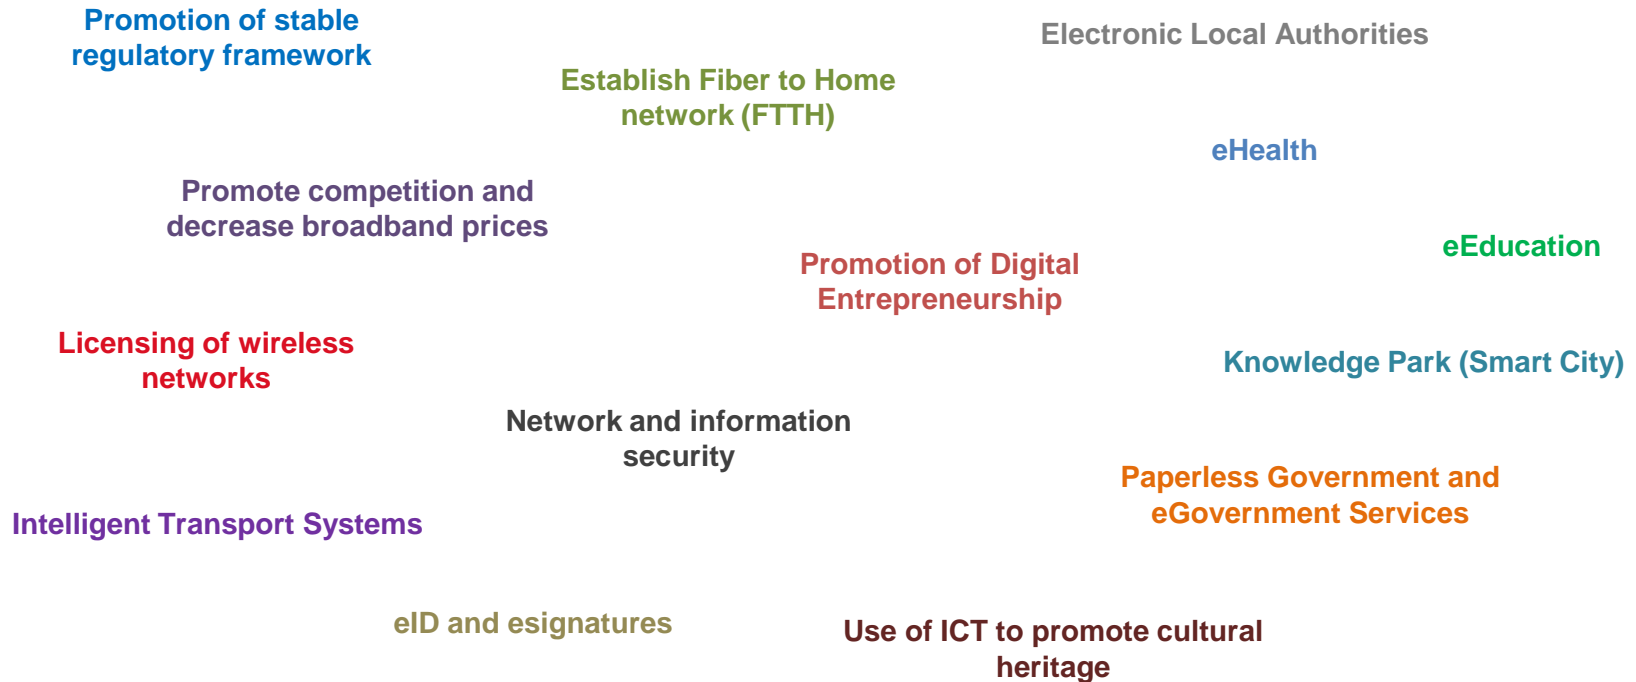 Promotion of stable
regulatory framework
Electronic Local Authorities
Establish Fiber to Home
network (FTTH)
eHealth
Promote competition and
decrease broadband prices
eEducation
Promotion of Digital
Entrepreneurship
Licensing of wireless
networks
Knowledge Park (Smart City)
Network and information
security
Paperless Government and
eGovernment Services
Intelligent Transport Systems
eID and esignatures
Use of ICT to promote cultural
heritage